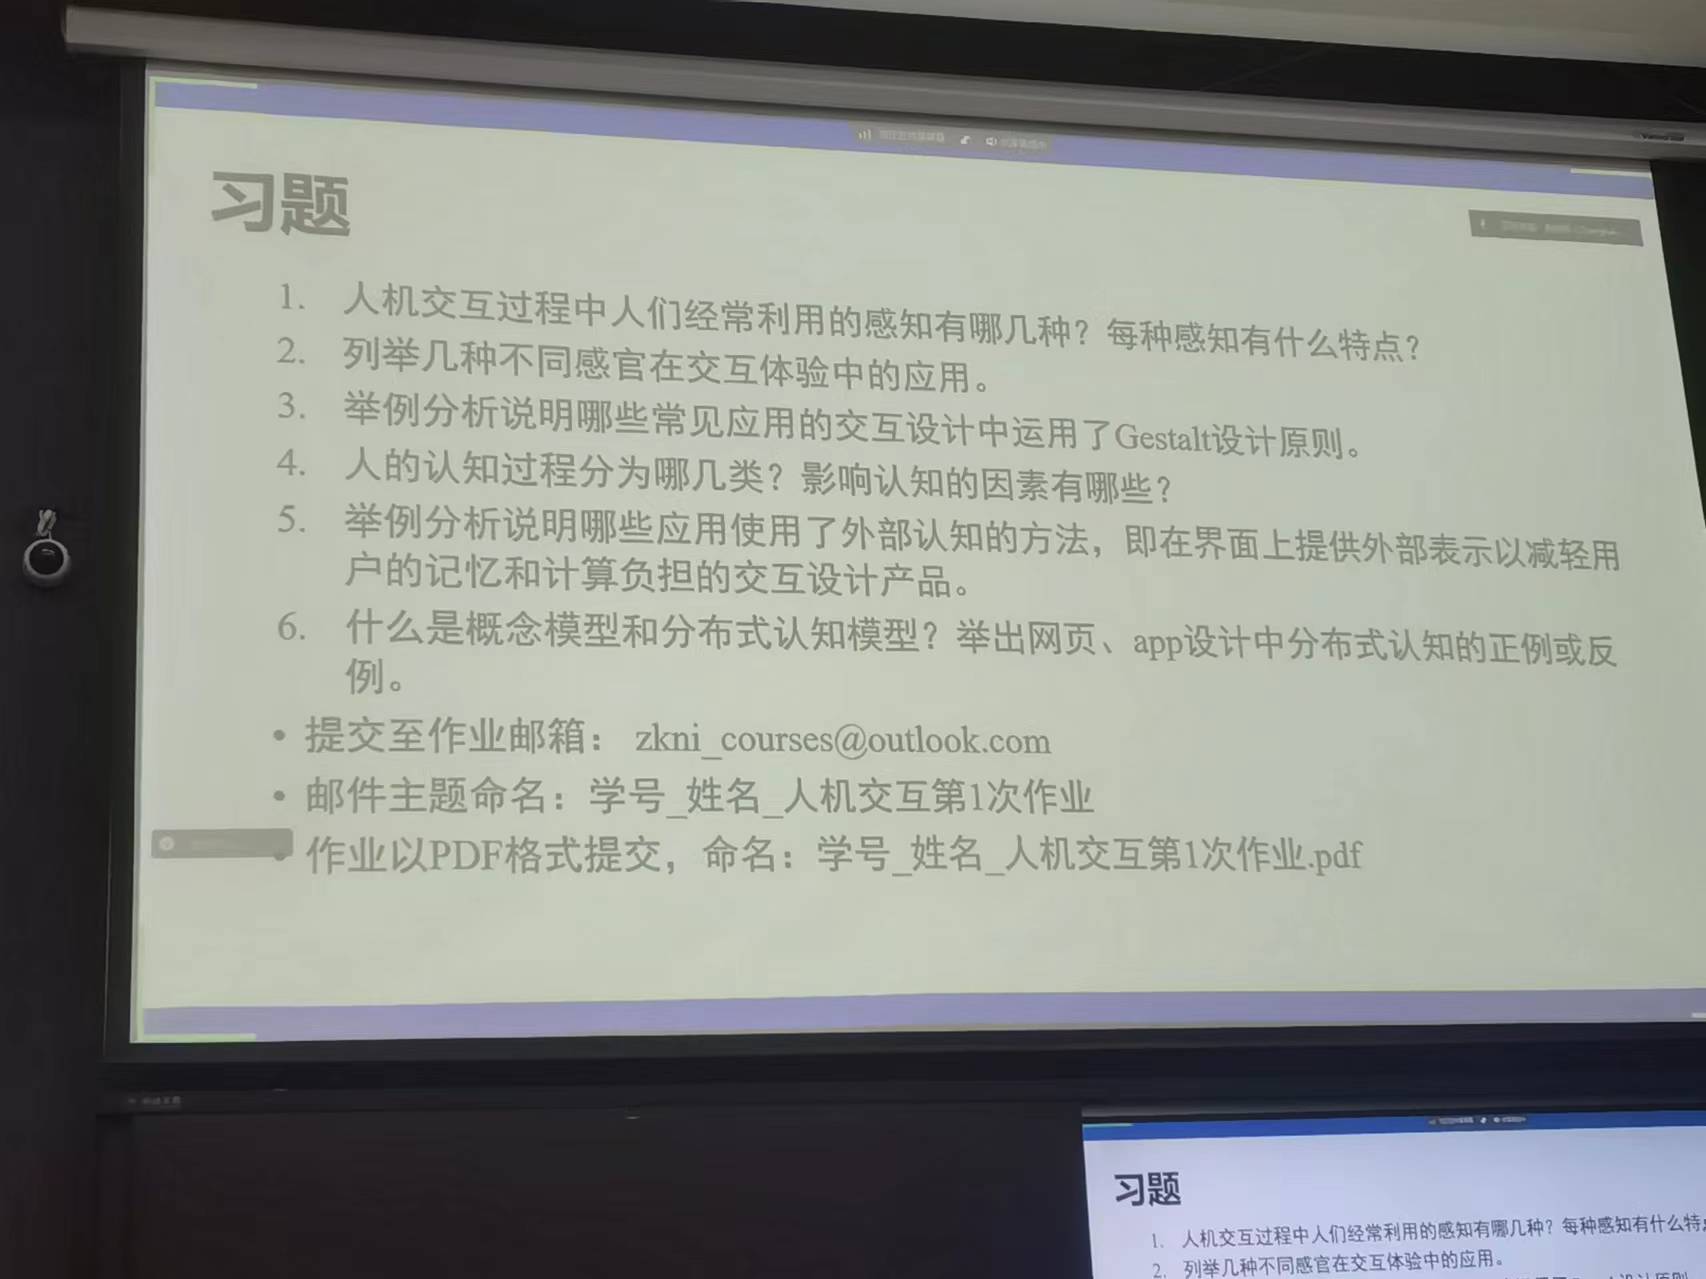 习题
1. 人机交互过程中人们经常利用的感知有哪几种？每种感知有什么特点？
2. 列举几种不同感官在交互体验中的应用。
3. 举例分析说明哪些常见应用的交互设计中运用了Gestalt设计原则。
4. 人的认知过程分为哪几类？影响认知的因素有哪些？
5. 举例分析说明哪些应用使用了外部认知的方法，即在界面上提供外部表示以减轻用
户的记忆和计算负担的交互设计产品。
6. 什么是概念模型和分布式认知模型？举出网页、app设计中分布式认知的正例或反
例。
• 提交至作业邮箱： zkni_courses@outlook.com
• 邮件主题命名：学号_姓名_人机交互第1次作业
• 作业以PDF格式提交，命名：学号_姓名_人机交互第1次作业.pdf
习题
1. 人机交互过程中人们经常利用的感知有哪几种？每种感知有什么特
2. 列举几种不同感官在交互体验中的应用。